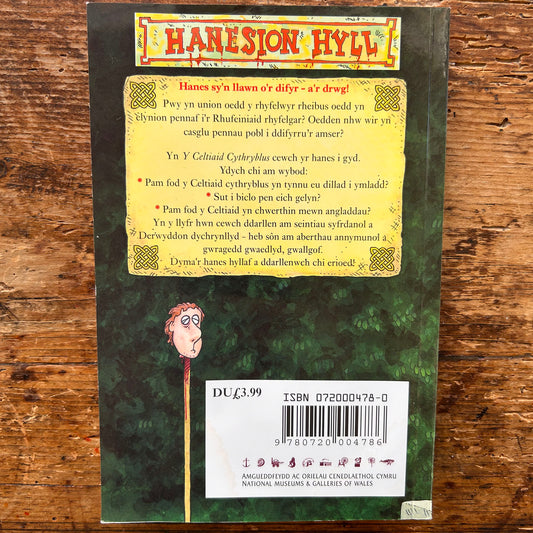 HANESION HYLL
Hanes sy'n llawn o'r difyr - a'r drwg!
Pwy yn union oedd y rhyfelwyr rheibus oedd yn
elynion pennaf i'r Rhufeiniaid rhyfelgar? Oedden nhw wir yn
casglu pennau pobl i ddifyrru'r amser?
Yn Y Celtiaid Cythryblus cewch yr hanes i gyd.
Ydych chi am wybod:
• Pam fod y Celtiaid cythryblus yn tynnu eu dillad i ymladd?
• Sut i biclo pen eich gelyn?
• Pam fod y Celtiaid yn chwerthin mewn angladdau?
Yn y llyfr hwn cewch ddarllen am seintiau syfrdanol a
Derwyddon dychrynllyd - heb sôn am aberthau annymunol a
gwragedd gwaedlyd, gwallgof.
Dyma'r hanes hyllaf a ddarllenwch chi erioed!
DU£3.99
ISBN 072000478-0
9 780720 004786
AMGUEDDFEYDD AC ORIELAU CENEDLAETHOL CYMRU
NATIONAL MUSEUMS & GALLERIES OF WALES